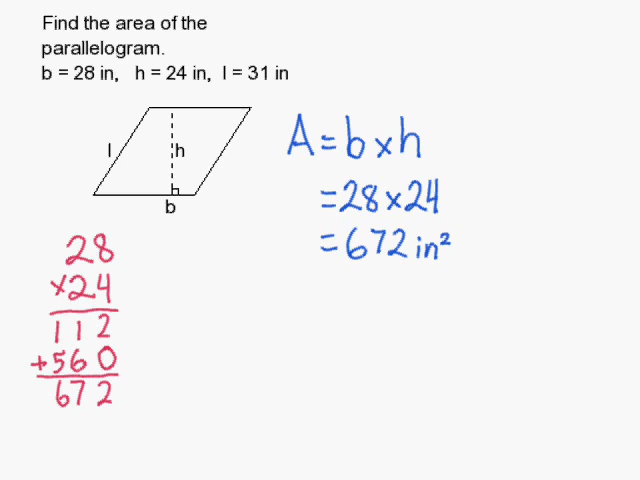 Find the area of the
parallelogram.
b = 28 in, h = 24 in, l = 31 in
l
h
b
A = b x h
= 28 x 24
= 672 in²
28
x24
112
+560
672